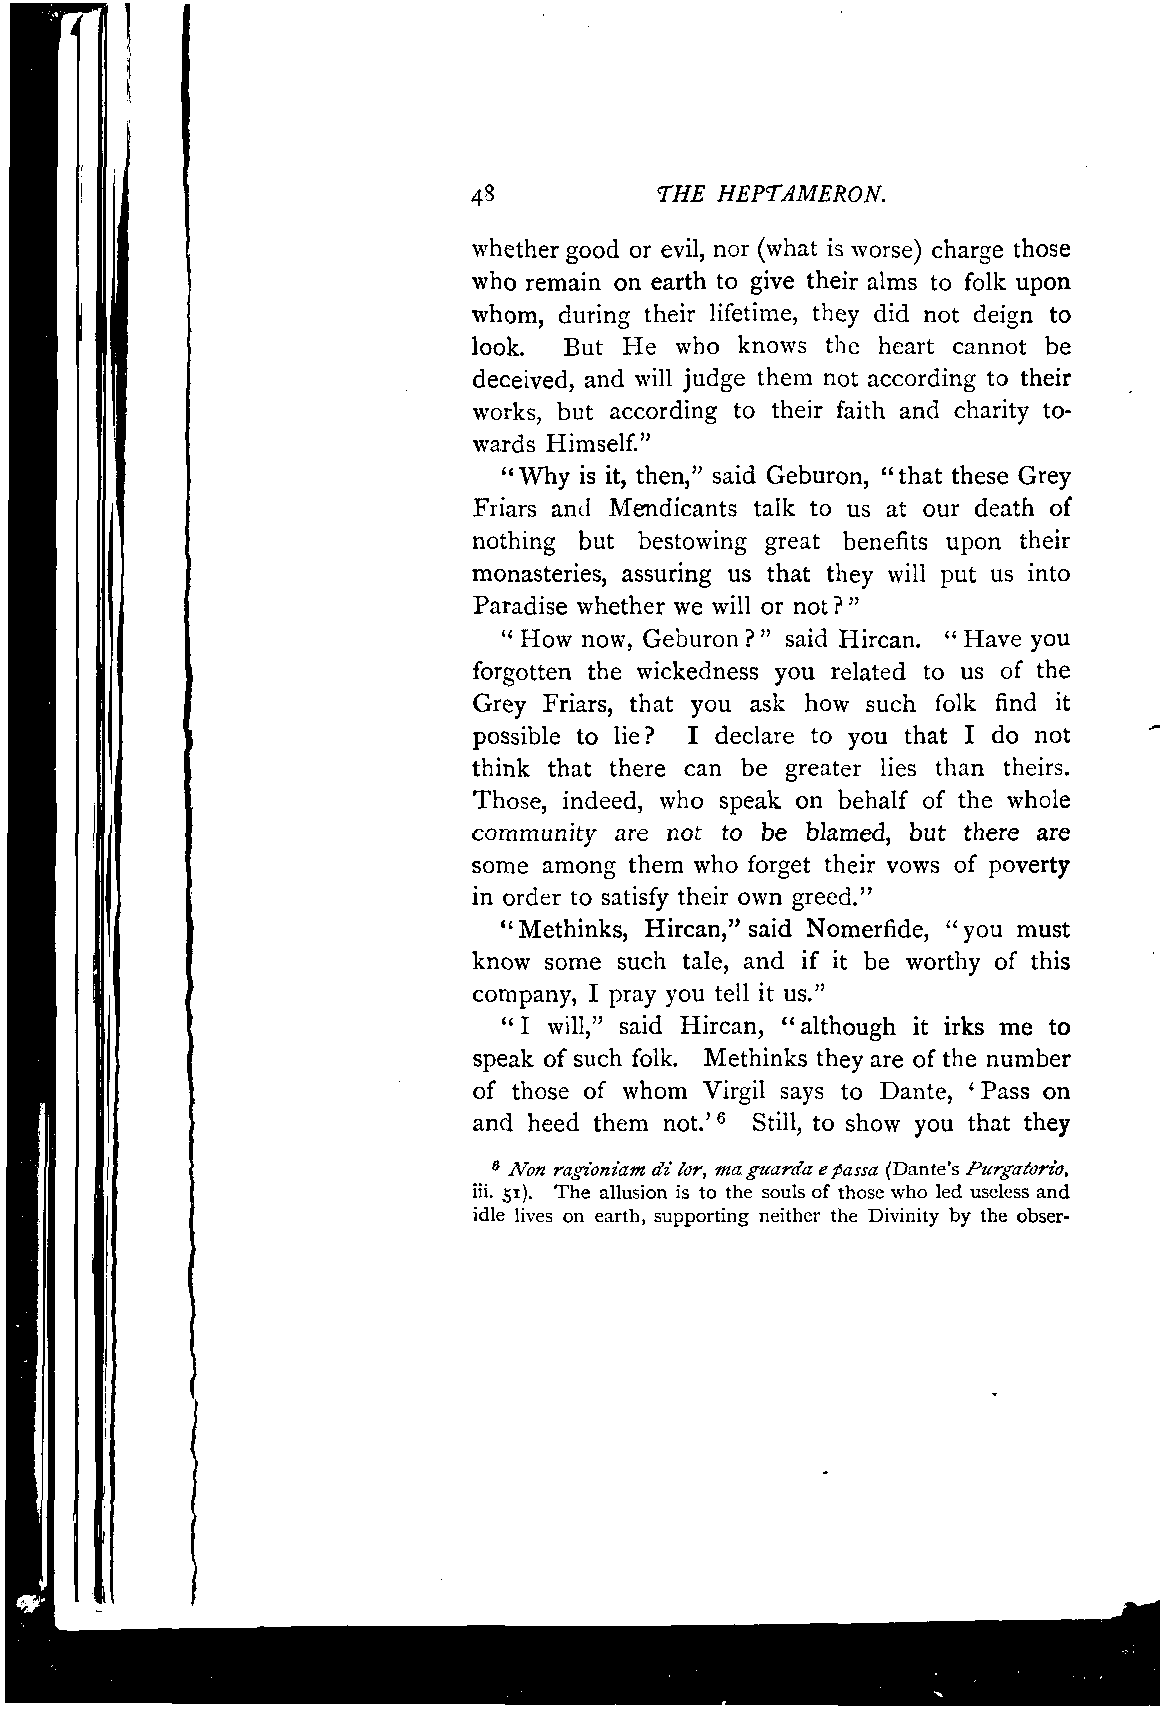 48 THE HEPTAMERON.
whether good or evil, nor (what is worse) charge those
who remain on earth to give their alms to folk upon
whom, during their lifetime, they did not deign to
look. But He who knows the heart cannot be
deceived, and will judge them not according to their
works, but according to their faith and charity to-
wards Himself.”
“Why is it, then,” said Geburon, “that these Grey
Friars and Mendicants talk to us at our death of
nothing but bestowing great benefits upon their
monasteries, assuring us that they will put us into
Paradise whether we will or not?”
“How now, Geburon?” said Hircan. “Have you
forgotten the wickedness you related to us of the
Grey Friars, that you ask how such folk find it
possible to lie? I declare to you that I do not
think that there can be greater lies than theirs.
Those, indeed, who speak on behalf of the whole
community are not to be blamed, but there are
some among them who forget their vows of poverty
in order to satisfy their own greed.”
“Methinks, Hircan,” said Nomerfide, “you must
know some such tale, and if it be worthy of this
company, I pray you tell it us.”
“I will,” said Hircan, “although it irks me to
speak of such folk. Methinks they are of the number
of those of whom Virgil says to Dante, ‘Pass on
and heed them not.’ 6 Still, to show you that they
6 Non ragioniam di lor, ma guarda e passa (Dante's Purgatorio,
iii. 51). The allusion is to the souls of those who led useless and
idle lives on earth, supporting neither the Divinity by the obser-